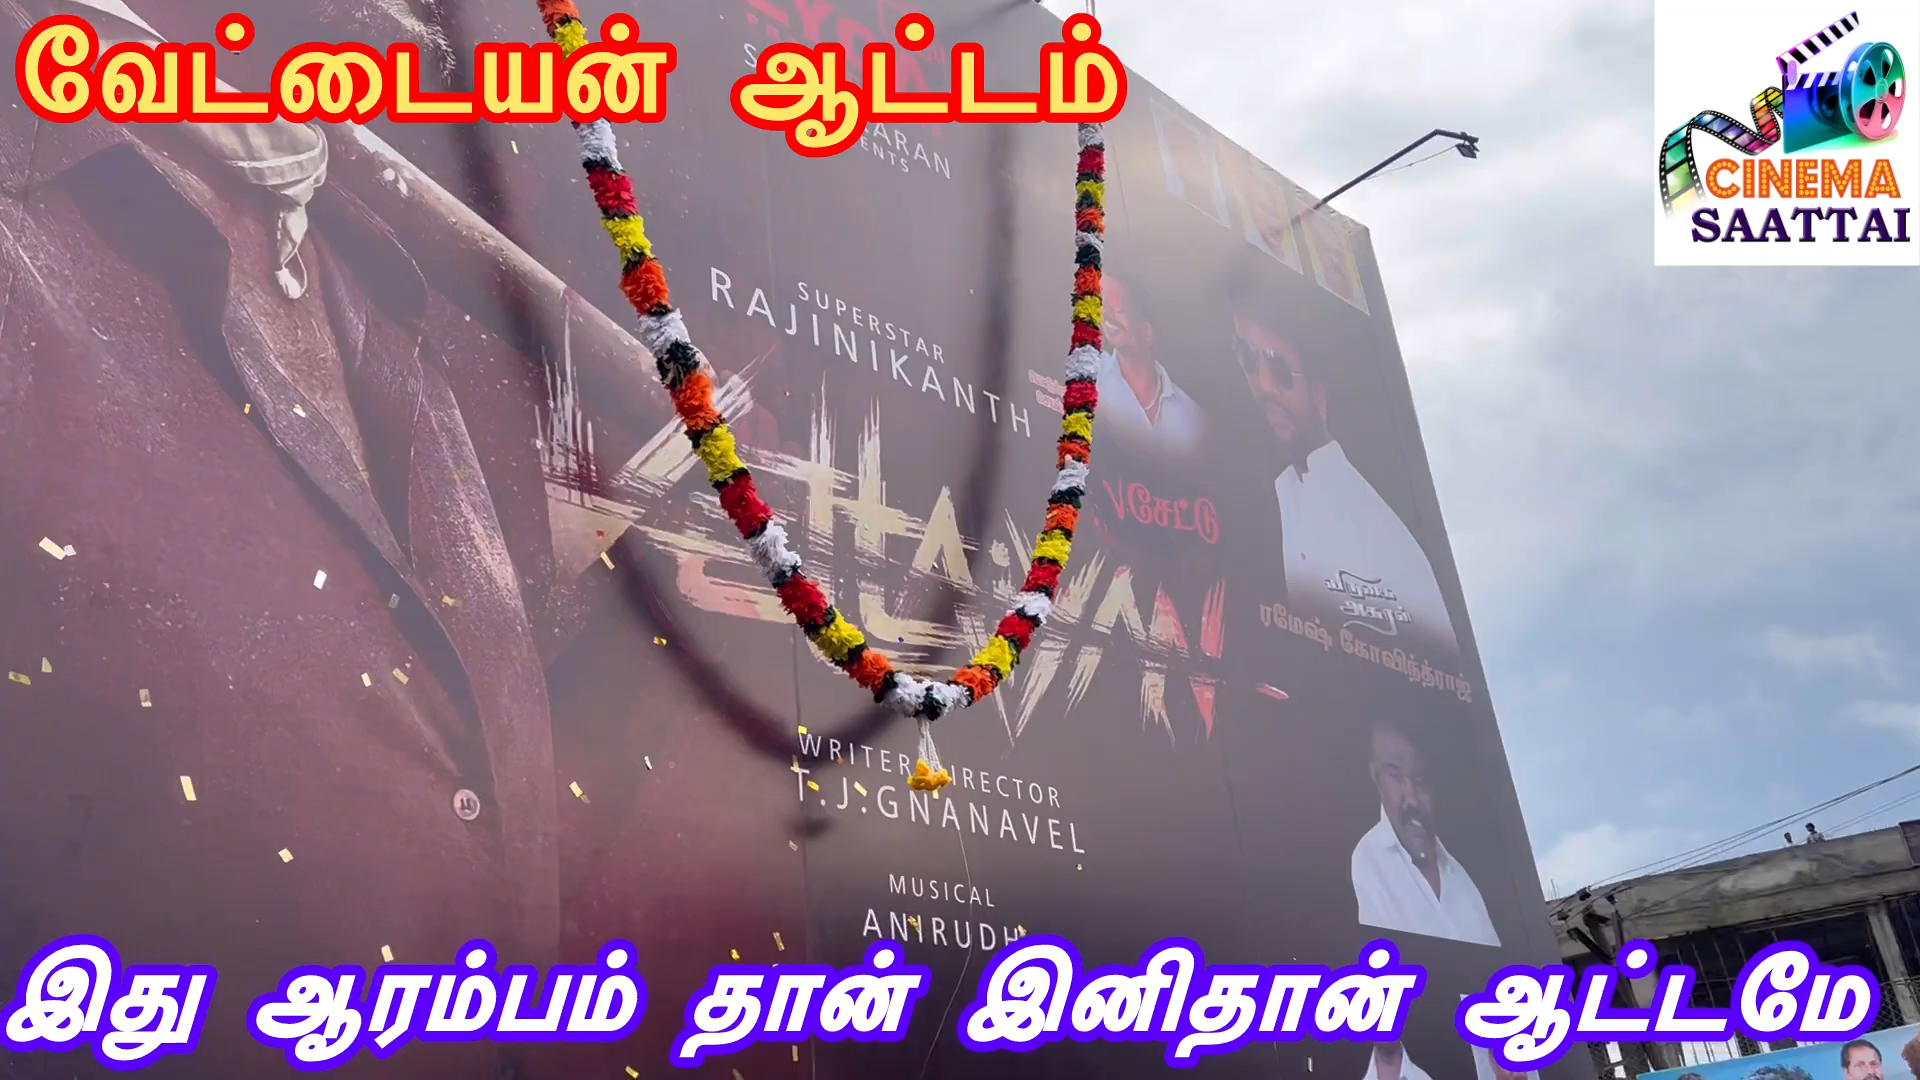 வேட்டையன் ஆட்டம்
CINEMA
SAATTAI
SUPERSTAR
RAJINIKANTH
சேட்டு
ரமேஷ் கோவிந்தராஜ்
WRITER DIRECTOR
T.J.GNANAVEL
MUSICAL
ANIRUDH
இது ஆரம்பம் தான் இனிதான் ஆட்டமே